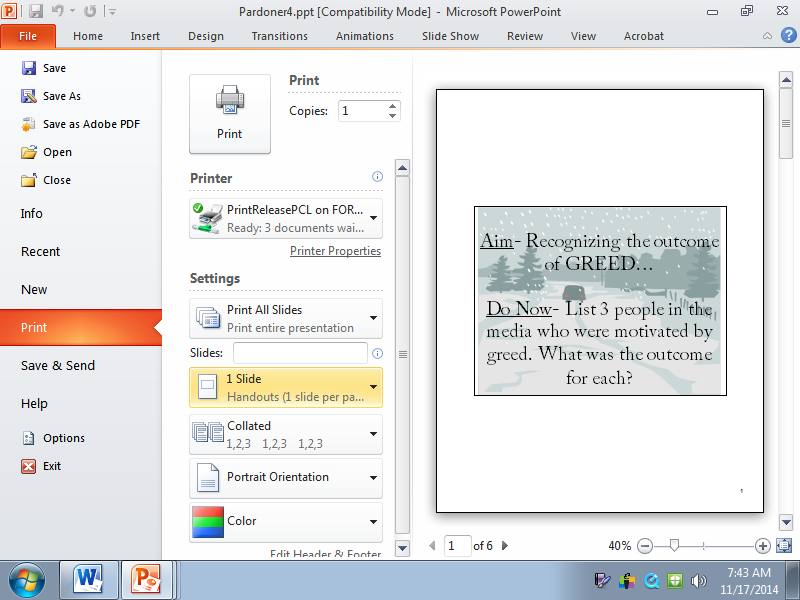 Pardoner4.ppt [Compatibility Mode] - Microsoft PowerPoint
File Home Insert Design Transitions Animations Slide Show Review View Acrobat
Save
Save As
Save as Adobe PDF
Open
Close
Info
Recent
New
Print
Save & Send
Help
Options
Exit
Print
Print
Copies: 1
Printer
PrintReleasePCL on FOR...
Ready: 3 documents wai...
Printer Properties
Settings
Print All Slides
Print entire presentation
Slides:
1 Slide
Handouts (1 slide per pa...
Collated
1,2,3 1,2,3 1,2,3
Portrait Orientation
Color
Edit Header & Footer
Aim- Recognizing the outcome
of GREED...
Do Now- List 3 people in the
media who were motivated by
greed. What was the outcome
for each?
1
1 of 6
40%
7:43 AM
11/17/2014